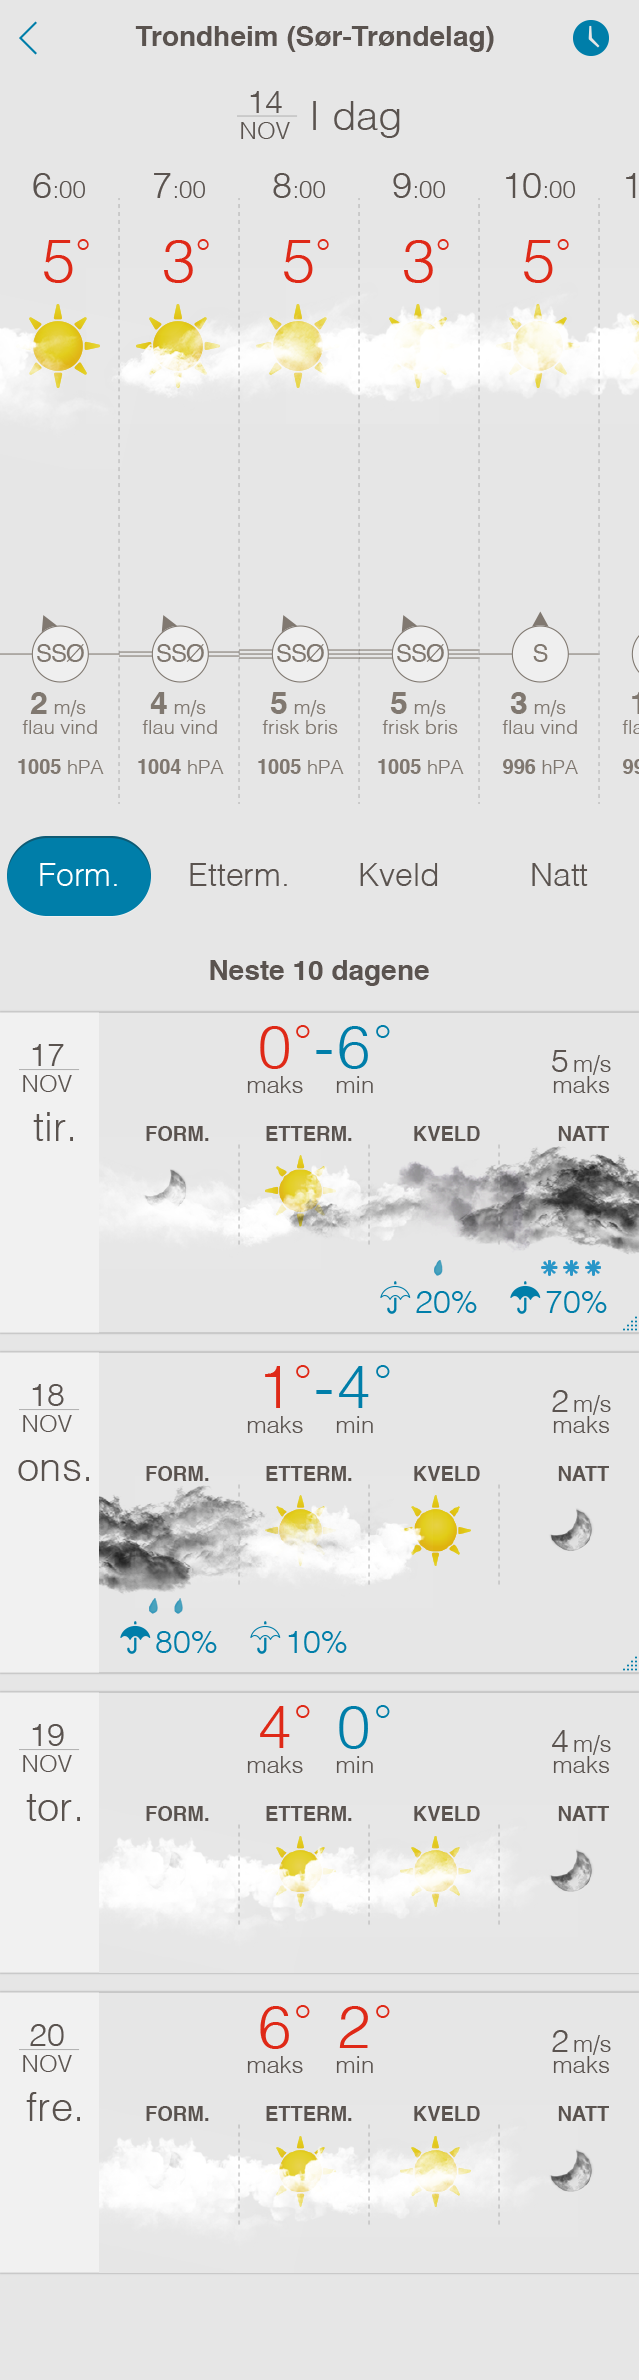 Trondheim (Sør-Trøndelag)
14
NOV
I dag
6:00 7:00 8:00 9:00 10:00 1
5° 3° 5° 3° 5°
SSØ SSØ SSØ SSØ S
2 m/s 4 m/s 5 m/s 5 m/s 3 m/s 1
flau vind flau vind frisk bris frisk bris flau vind fla
1005 hPA 1004 hPA 1005 hPA 1005 hPA 996 hPA 99
Form. Etterm. Kveld Natt
Neste 10 dagene
17
NOV
tir.
0°-6°
maks min
5 m/s
maks
FORM. ETTERM. KVELD NATT
20% 70%
18
NOV
ons.
1°-4°
maks min
2 m/s
maks
FORM. ETTERM. KVELD NATT
80% 10%
19
NOV
tor.
4° 0°
maks min
4 m/s
maks
FORM. ETTERM. KVELD NATT
20
NOV
fre.
6° 2°
maks min
2 m/s
maks
FORM. ETTERM. KVELD NATT